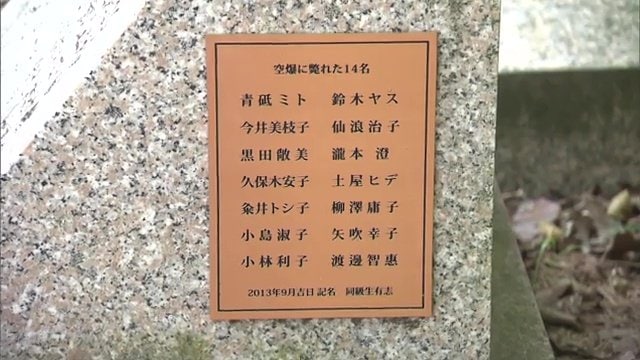 空爆に斃れた14名
青砥ミト 鈴木ヤス
今井美枝子 仙浪治子
黒田敞美 瀧本 澄
久保木安子 土屋ヒデ
粂井トシ子 柳澤庸子
小島淑子 矢吹幸子
小林利子 渡邊智惠
2013年9月吉日 記名 同級生有志